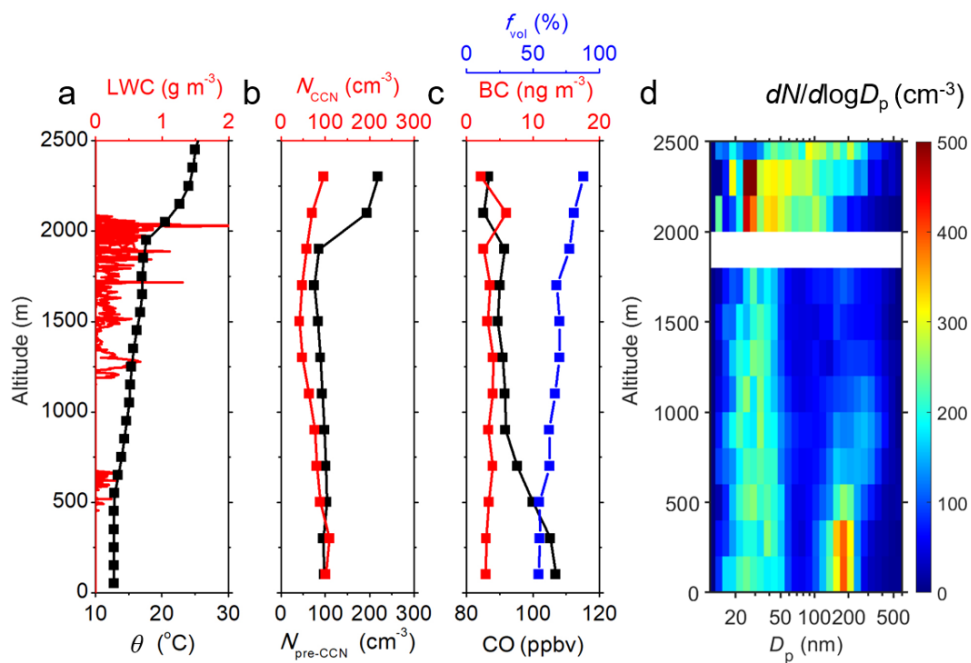 f_vol (%)
0 50 100
a LWC (g m⁻³) b N_CCN (cm⁻³) c BC (ng m⁻³) d dN/dlogD_p (cm⁻³)
0 1 2 0 100 200 300 0 10 20
2500 2500 500
2000 2000 400
1500 1500 300
Altitude (m) Altitude (m)
1000 1000 200
500 500 100
0 0 0
10 20 30 0 100 200 300 80 100 120 20 50 100 200 500
θ (°C) N_pre-CCN (cm⁻³) CO (ppbv) D_p (nm)